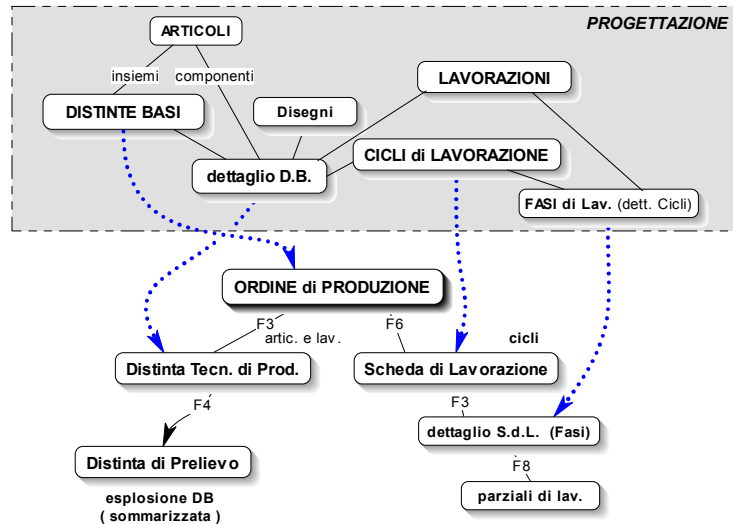 PROGETTAZIONE
ARTICOLI
insiemi componenti
LAVORAZIONI
DISTINTE BASI
Disegni
CICLI di LAVORAZIONE
dettaglio D.B.
FASI di Lav. (dett. Cicli)
ORDINE di PRODUZIONE
F3
artic. e lav.
F6
cicli
Distinta Tecn. di Prod.
Scheda di Lavorazione
F4
F3
dettaglio S.d.L. (Fasi)
Distinta di Prelievo
F8
esplosione DB
( sommarizzata )
parziali di lav.